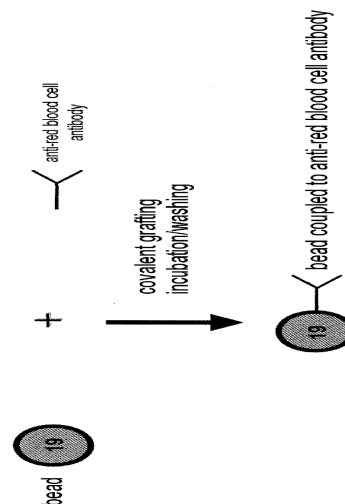 19
bead
+
anti-red blood cell
antibody
covalent grafting
incubation/washing
19
bead coupled to anti-red blood cell antibody